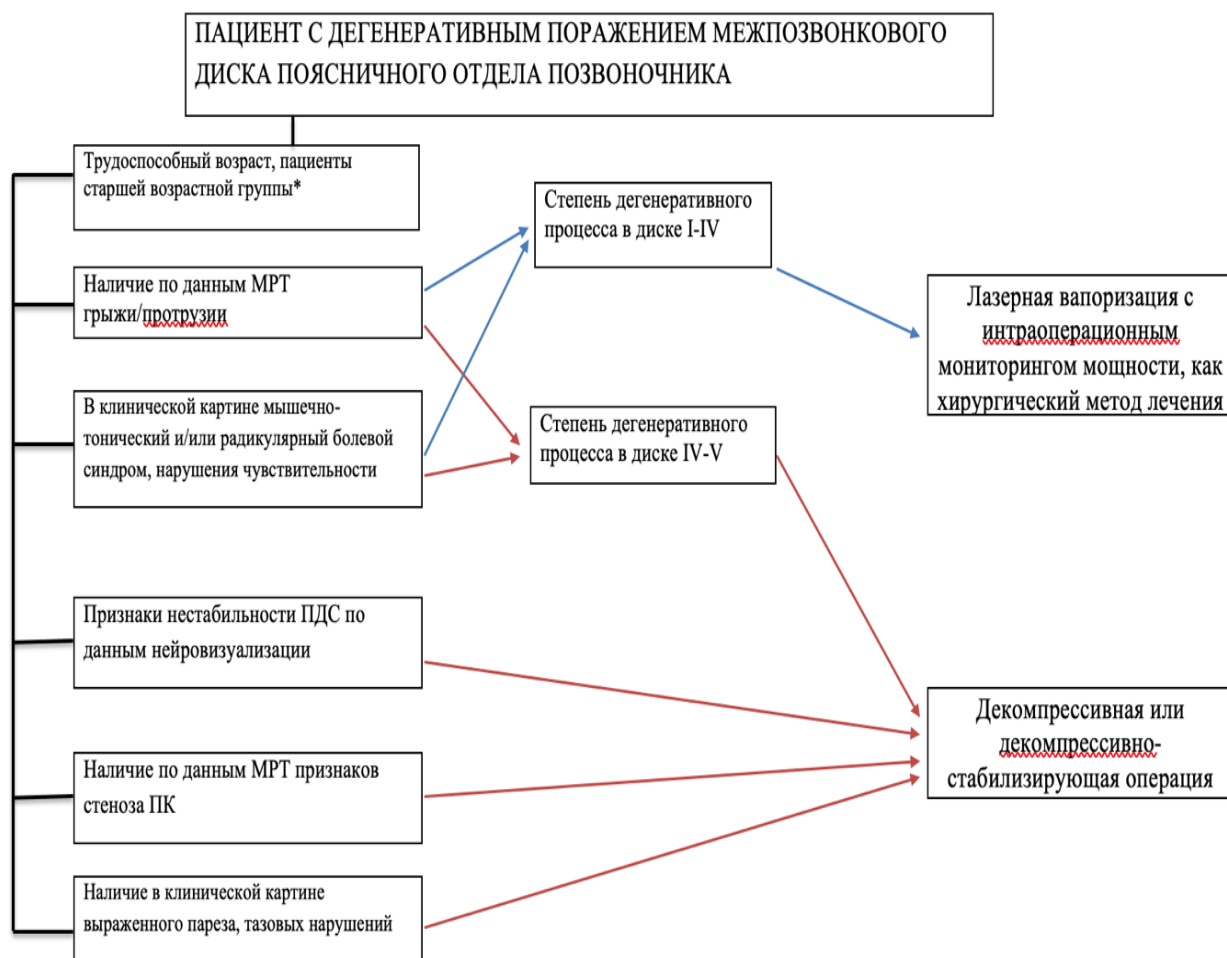 ПАЦИЕНТ С ДЕГЕНЕРАТИВНЫМ ПОРАЖЕНИЕМ МЕЖПОЗВОНКОВОГО
ДИСКА ПОЯСНИЧНОГО ОТДЕЛА ПОЗВОНОЧНИКА
Трудоспособный возраст, пациенты
старшей возрастной группы*
Наличие по данным МРТ
грыжи/протрузии
В клинической картине мышечно-
тонический и/или радикулярный болевой
синдром, нарушения чувствительности
Признаки нестабильности ПДС по
данным нейровизуализации
Наличие по данным МРТ признаков
стеноза ПК
Наличие в клинической картине
выраженного пареза, тазовых нарушений
Степень дегенеративного
процесса в диске I-IV
Степень дегенеративного
процесса в диске IV-V
Лазерная вапоризация с
интраоперационным
мониторингом мощности, как
хирургический метод лечения
Декомпрессивная или
декомпрессивно-
стабилизирующая операция